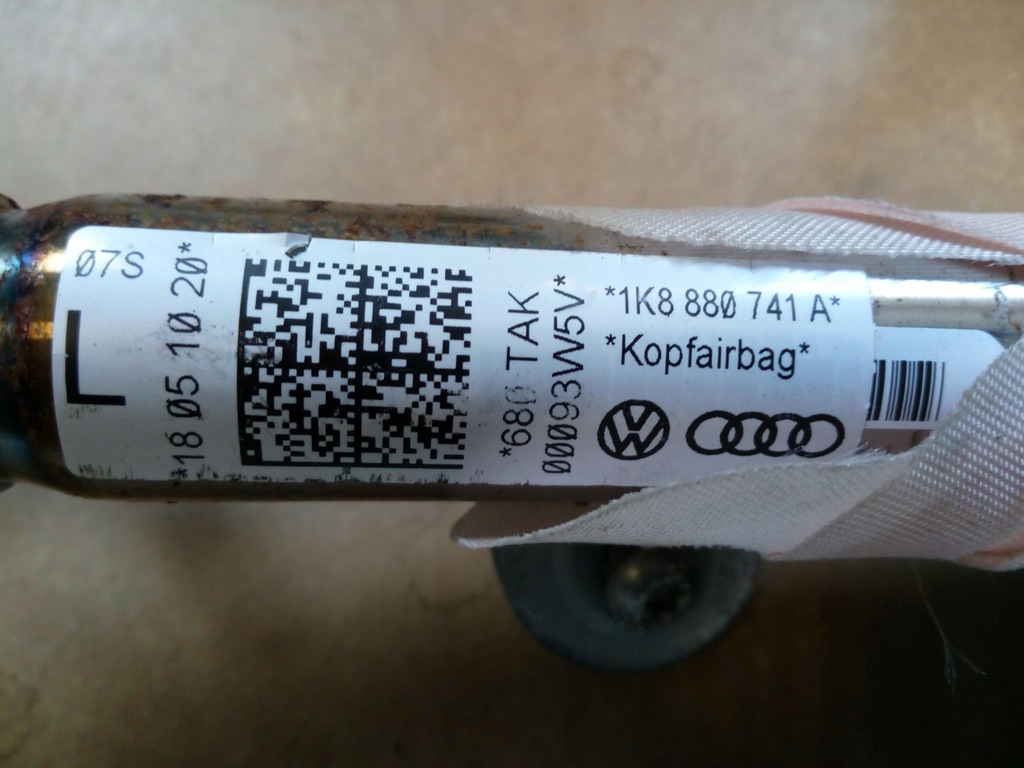 07S
L
*18 05 10 20*
*680 TAK
00093W5V*
*1K8 880 741 A*
*Kopfairbag*